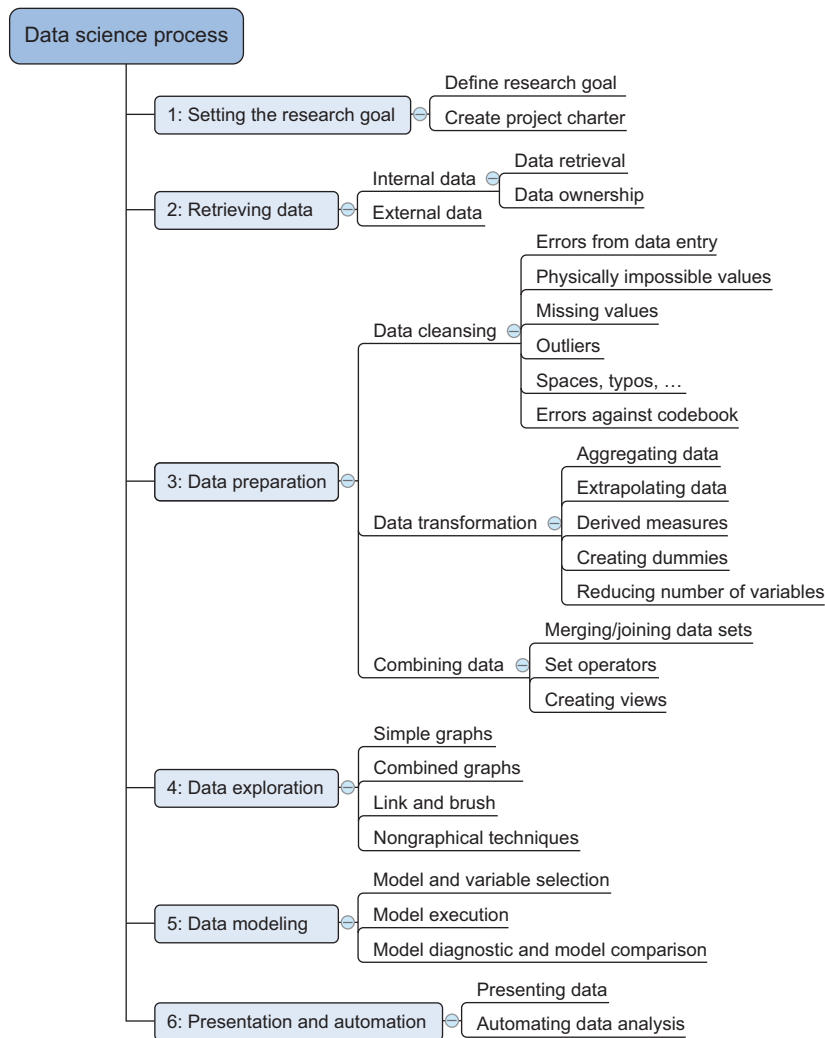 Data science process
1: Setting the research goal
Define research goal
Create project charter
2: Retrieving data
Internal data
Data retrieval
Data ownership
External data
3: Data preparation
Data cleansing
Errors from data entry
Physically impossible values
Missing values
Outliers
Spaces, typos, …
Errors against codebook
Data transformation
Aggregating data
Extrapolating data
Derived measures
Creating dummies
Reducing number of variables
Combining data
Merging/joining data sets
Set operators
Creating views
4: Data exploration
Simple graphs
Combined graphs
Link and brush
Nongraphical techniques
5: Data modeling
Model and variable selection
Model execution
Model diagnostic and model comparison
6: Presentation and automation
Presenting data
Automating data analysis